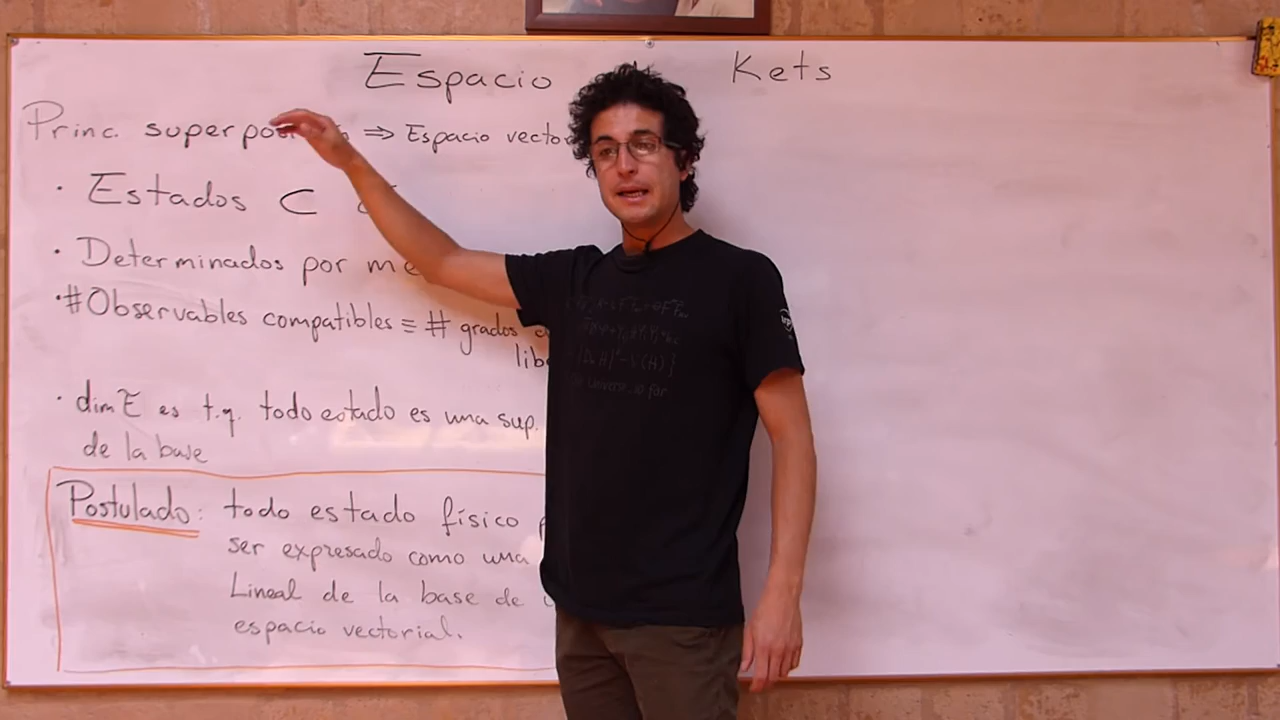 Espacio Kets
Princ. superpo ⇒ Espacio vector
· Estados ⊂
· Determinados por me
· #Observables compatibles ≡ # grados
lib
· dim E es t.q. todo estado es una sup.
de la base
Postulado: todo estado físico p
ser expresado como una
Lineal de la base de
espacio vectorial.